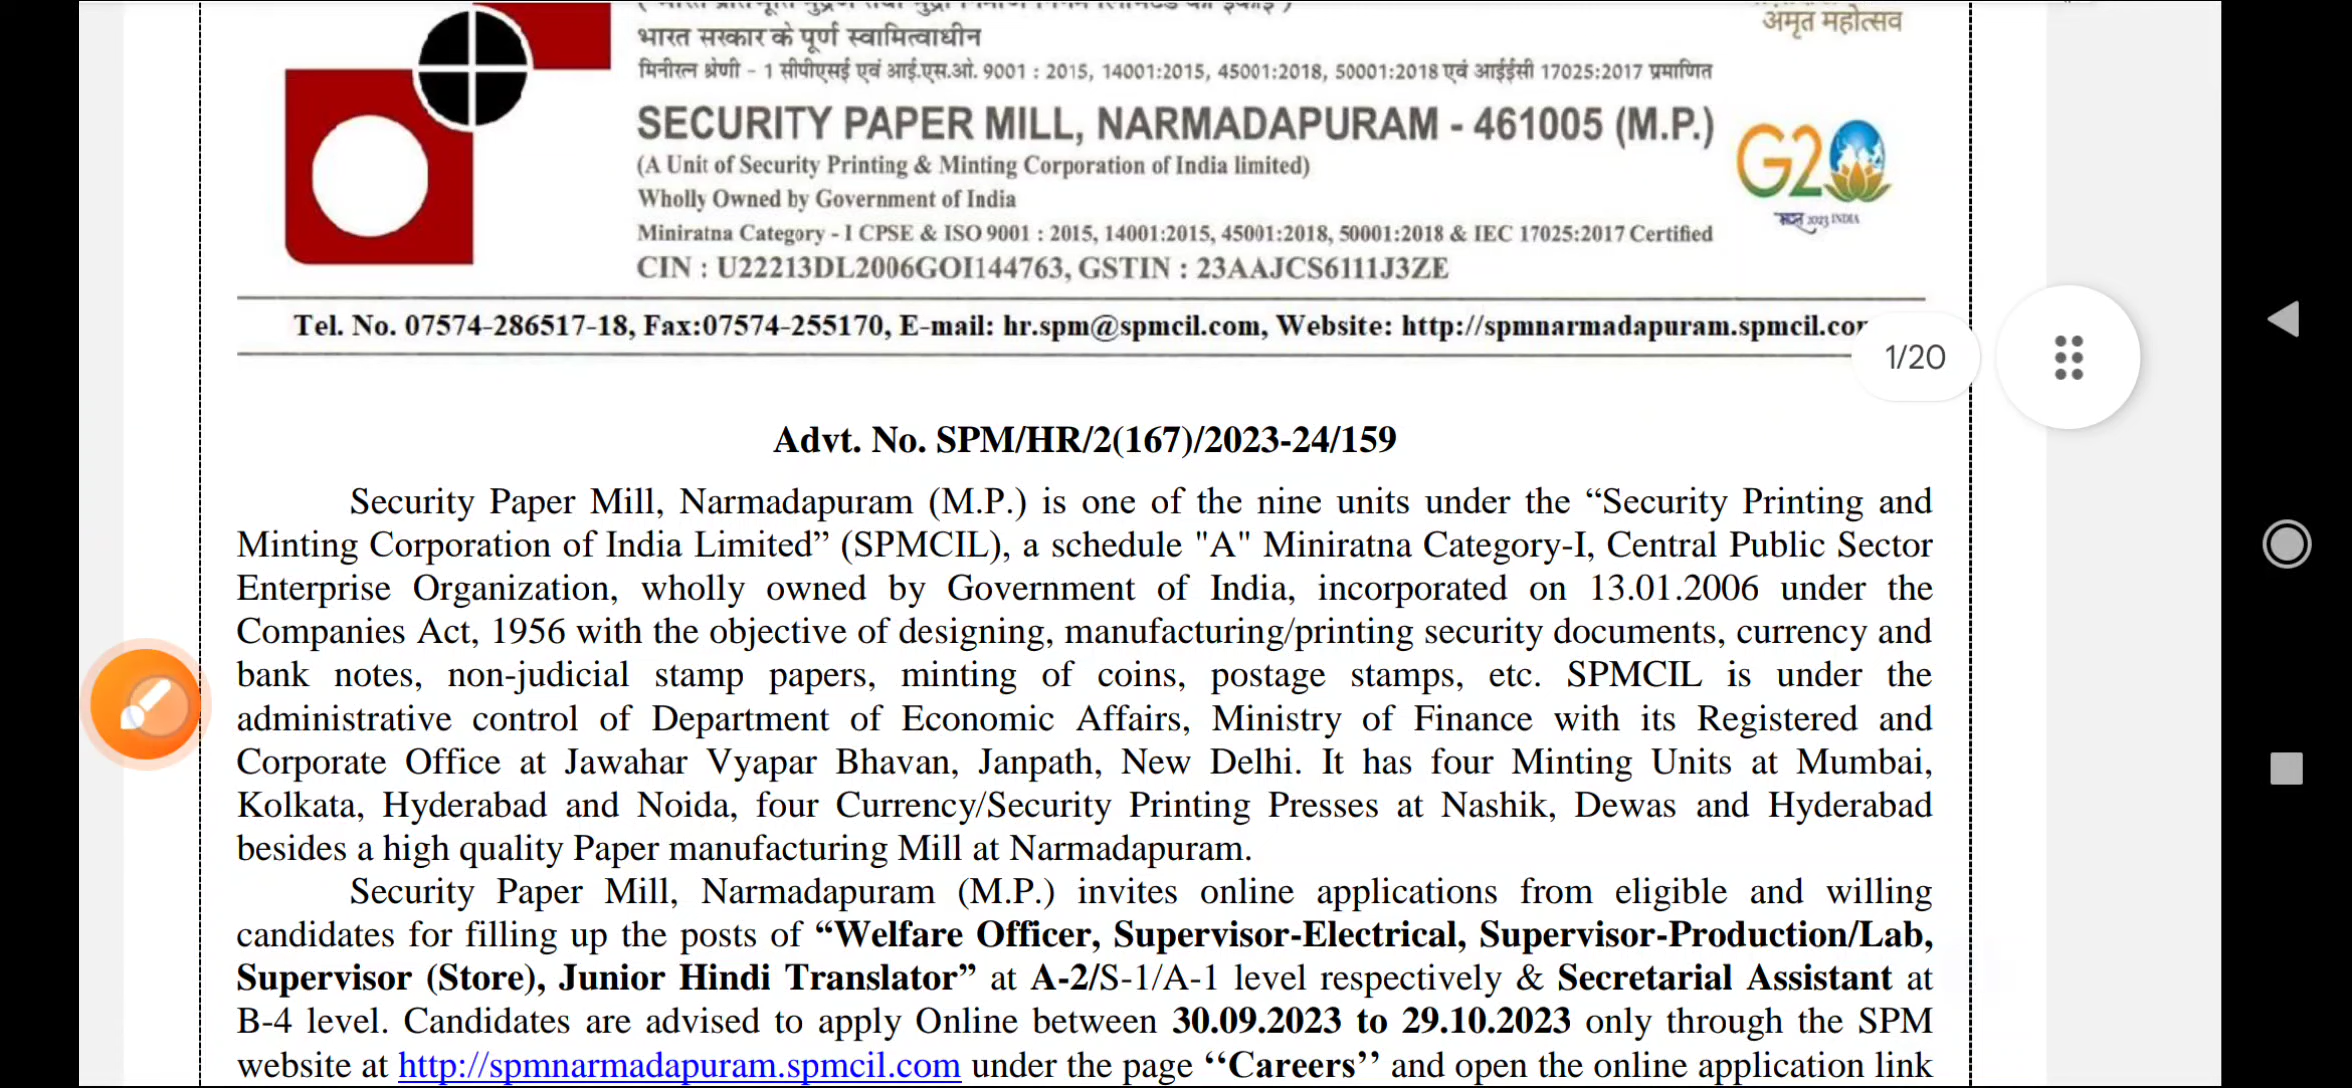 अमृत महोत्सव
भारत सरकार के पूर्ण स्वामित्वाधीन
मिनीरत्न श्रेणी - 1 सीपीएसई एवं आई.एस.ओ. 9001 : 2015, 14001:2015, 45001:2018, 50001:2018 एवं आईईसी 17025:2017 प्रमाणित
SECURITY PAPER MILL, NARMADAPURAM - 461005 (M.P.)
(A Unit of Security Printing & Minting Corporation of India limited)
Wholly Owned by Government of India
Miniratna Category - I CPSE & ISO 9001 : 2015, 14001:2015, 45001:2018, 50001:2018 & IEC 17025:2017 Certified
CIN : U22213DL2006GOI144763, GSTIN : 23AAJCS6111J3ZE
G20
भारत 2023 INDIA
Tel. No. 07574-286517-18, Fax:07574-255170, E-mail: hr.spm@spmcil.com, Website: http://spmnarmadapuram.spmcil.com
1/20
Advt. No. SPM/HR/2(167)/2023-24/159
Security Paper Mill, Narmadapuram (M.P.) is one of the nine units under the “Security Printing and
Minting Corporation of India Limited” (SPMCIL), a schedule "A" Miniratna Category-I, Central Public Sector
Enterprise Organization, wholly owned by Government of India, incorporated on 13.01.2006 under the
Companies Act, 1956 with the objective of designing, manufacturing/printing security documents, currency and
bank notes, non-judicial stamp papers, minting of coins, postage stamps, etc. SPMCIL is under the
administrative control of Department of Economic Affairs, Ministry of Finance with its Registered and
Corporate Office at Jawahar Vyapar Bhavan, Janpath, New Delhi. It has four Minting Units at Mumbai,
Kolkata, Hyderabad and Noida, four Currency/Security Printing Presses at Nashik, Dewas and Hyderabad
besides a high quality Paper manufacturing Mill at Narmadapuram.
Security Paper Mill, Narmadapuram (M.P.) invites online applications from eligible and willing
candidates for filling up the posts of “Welfare Officer, Supervisor-Electrical, Supervisor-Production/Lab,
Supervisor (Store), Junior Hindi Translator” at A-2/S-1/A-1 level respectively & Secretarial Assistant at
B-4 level. Candidates are advised to apply Online between 30.09.2023 to 29.10.2023 only through the SPM
website at http://spmnarmadapuram.spmcil.com under the page ‘‘Careers’’ and open the online application link